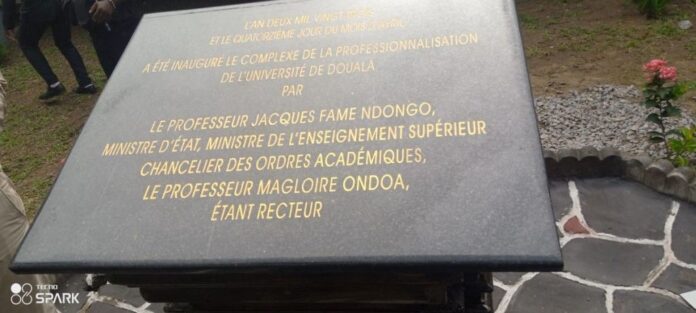 L'AN DEUX MIL VINGT TROIS
ET LE QUATORZIÈME JOUR DU MOIS D'AVRIL
A ÉTÉ INAUGURÉ LE COMPLEXE DE LA PROFESSIONNALISATION
DE L'UNIVERSITÉ DE DOUALA
PAR
LE PROFESSEUR JACQUES FAME NDONGO,
MINISTRE D'ÉTAT, MINISTRE DE L'ENSEIGNEMENT SUPÉRIEUR
CHANCELIER DES ORDRES ACADÉMIQUES,
LE PROFESSEUR MAGLOIRE ONDOA,
ÉTANT RECTEUR
TECNO
SPARK